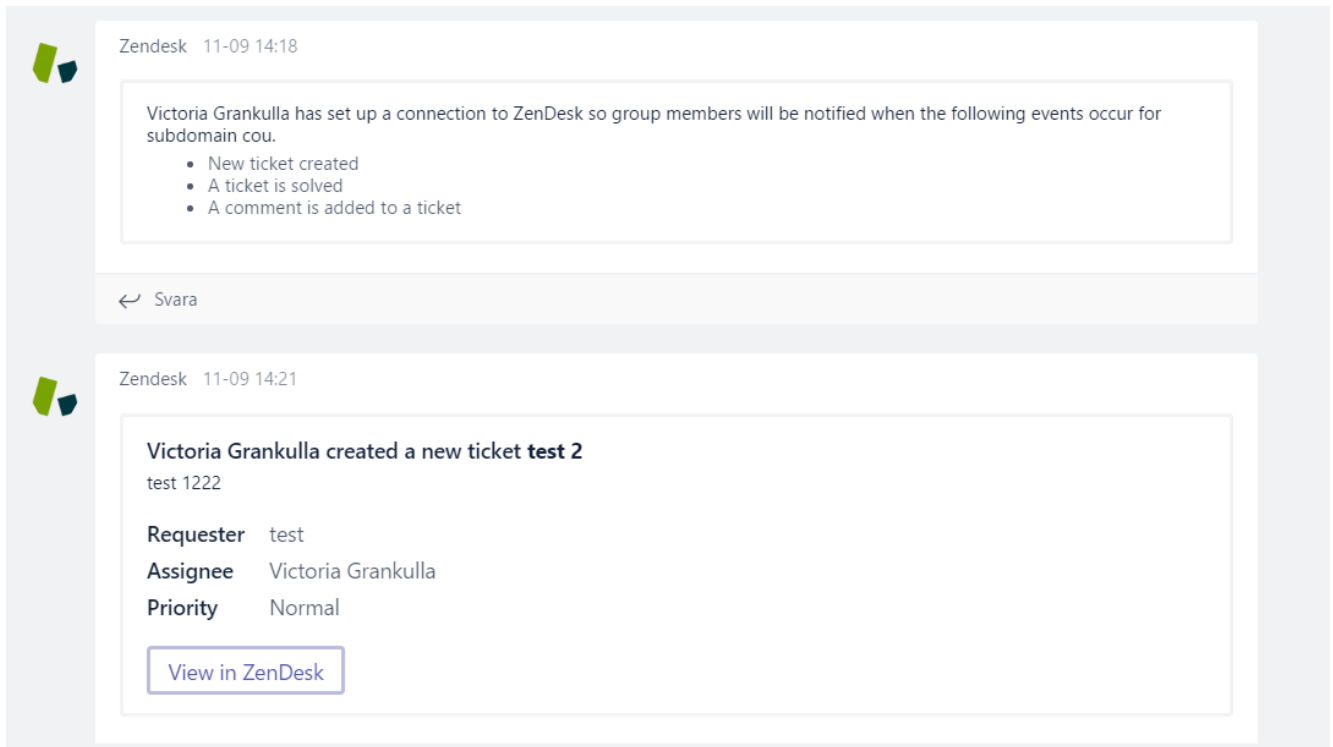 Zendesk 11-09 14:18
Victoria Grankulla has set up a connection to ZenDesk so group members will be notified when the following events occur for
subdomain cou.
• New ticket created
• A ticket is solved
• A comment is added to a ticket
Svara
Zendesk 11-09 14:21
Victoria Grankulla created a new ticket test 2
test 1222
Requester test
Assignee Victoria Grankulla
Priority Normal
View in ZenDesk